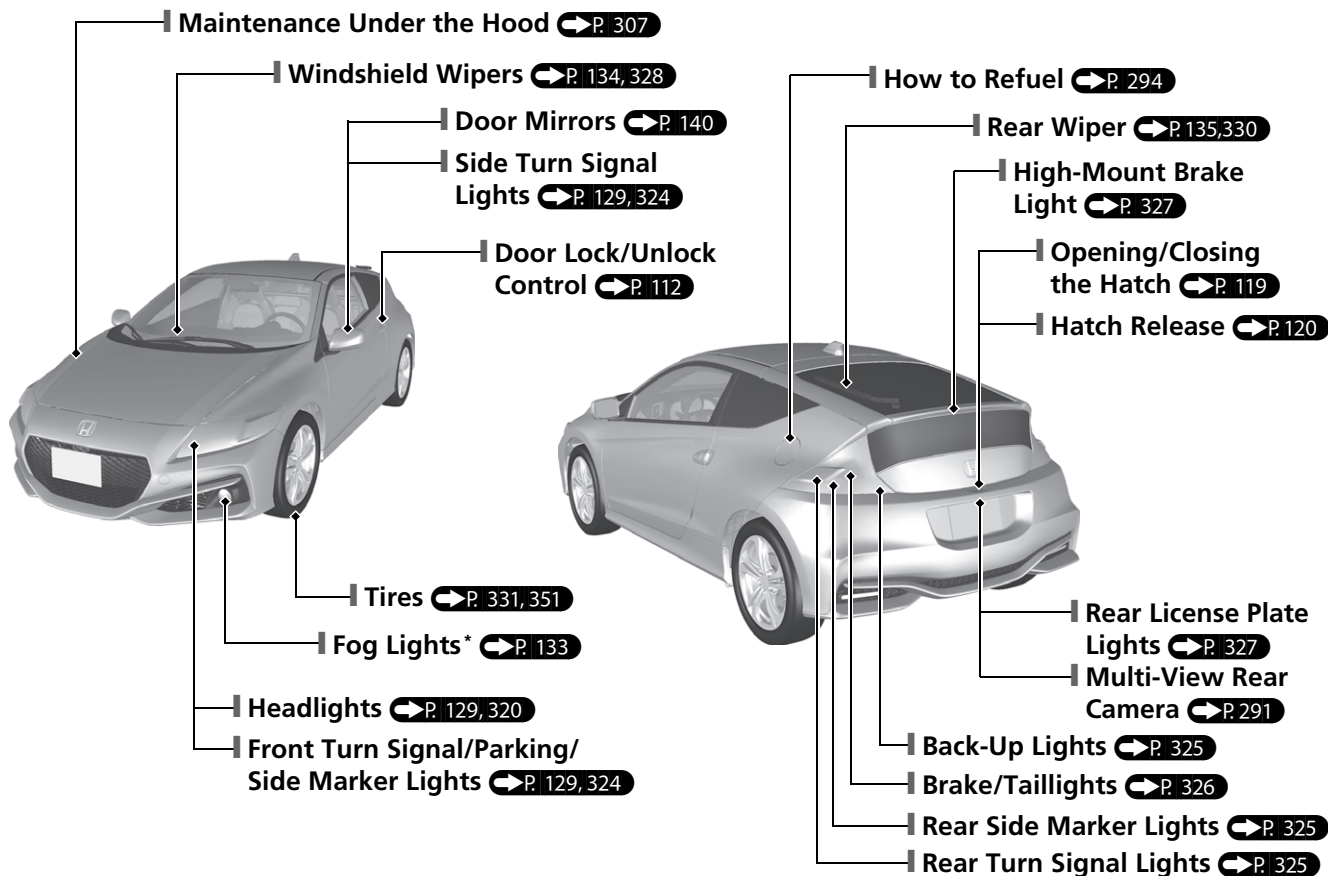 Maintenance Under the Hood P. 307
Windshield Wipers P. 134, 328
Door Mirrors P. 140
Side Turn Signal
Lights P. 129, 324
Door Lock/Unlock
Control P. 112
Tires P. 331, 351
Fog Lights* P. 133
Headlights P. 129, 320
Front Turn Signal/Parking/
Side Marker Lights P. 129, 324
How to Refuel P. 294
Rear Wiper P. 135,330
High-Mount Brake
Light P. 327
Opening/Closing
the Hatch P. 119
Hatch Release P. 120
Rear License Plate
Lights P. 327
Multi-View Rear
Camera P. 291
Back-Up Lights P. 325
Brake/Taillights P. 326
Rear Side Marker Lights P. 325
Rear Turn Signal Lights P. 325